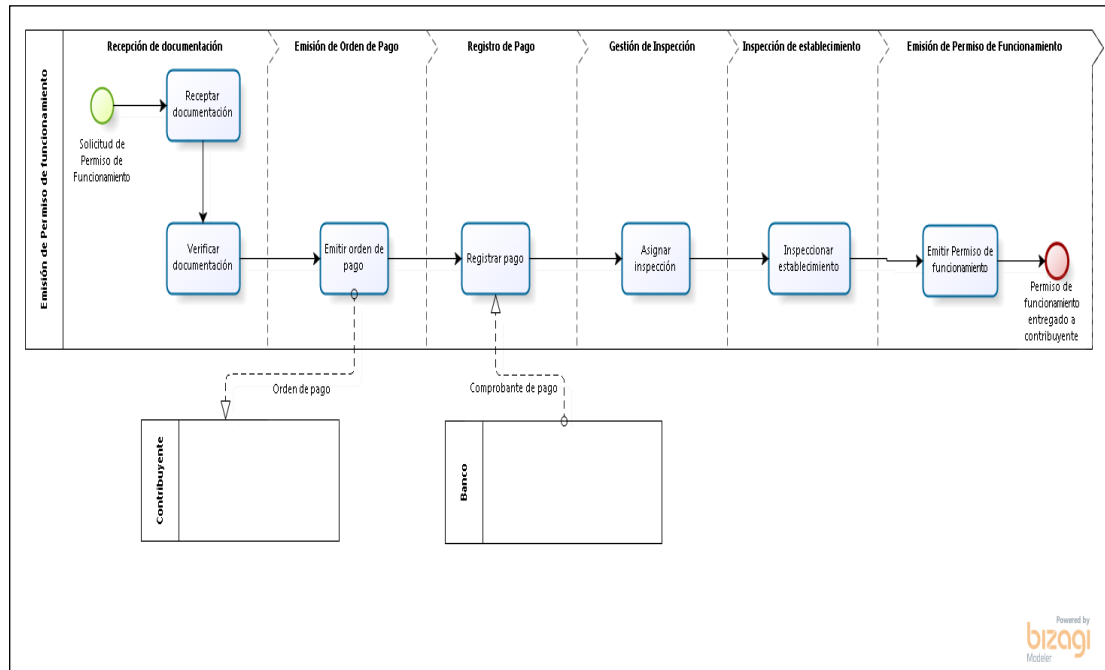 Recepción de documentación
Emisión de Orden de Pago
Registro de Pago
Gestión de Inspección
Inspección de establecimiento
Emisión de Permiso de Funcionamiento
Emisión de Permiso de funcionamiento
Receptar
documentación
Solicitud de
Permiso de
Funcionamiento
Verificar
documentación
Emitir orden de
pago
Registrar pago
Asignar
inspección
Inspeccionar
establecimiento
Emitir Permiso de
funcionamiento
Permiso de
funcionamiento
entregado a
contribuyente
Orden de pago
Comprobante de pago
Contribuyente
Banco
Powered by
bizagi
Modeler